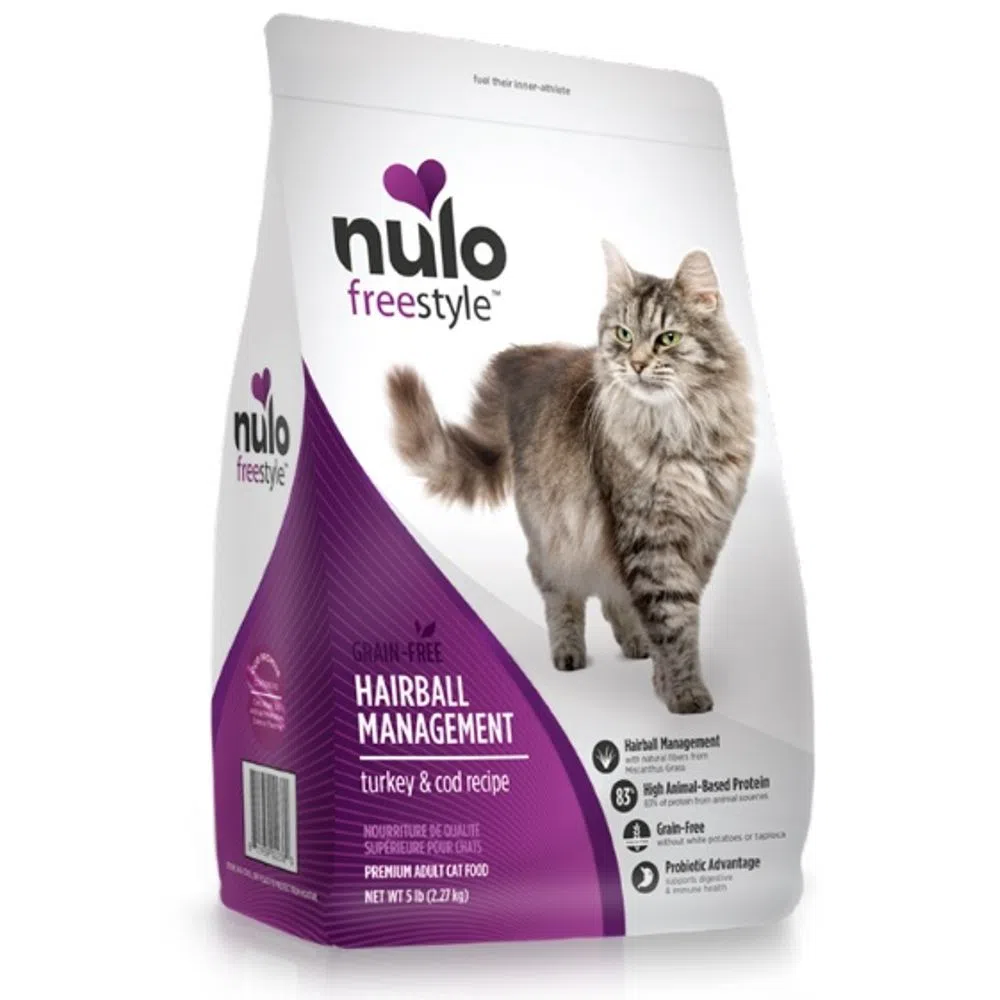 fuel their inner-athlete
nulo
freestyle™
nulo
freestyle™
GRAIN-FREE
HAIRBALL
MANAGEMENT
turkey & cod recipe
NOURRITURE DE QUALITÉ
SUPÉRIEURE POUR CHATS
PREMIUM ADULT CAT FOOD
NET WT 5 lb (2.27 kg)
Hairball Management
with natural fibers from
Miscanthus Grass
83%
High Animal-Based Protein
83% of protein from animal sources
Grain-Free
without white potatoes or tapioca
Probiotic Advantage
supports digestive
& immune health